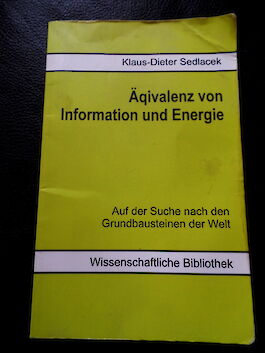 Klaus-Dieter Sedlacek
Äqivalenz von
Information und Energie
Auf der Suche nach den
Grundbausteinen der Welt
Wissenschaftliche Bibliothek